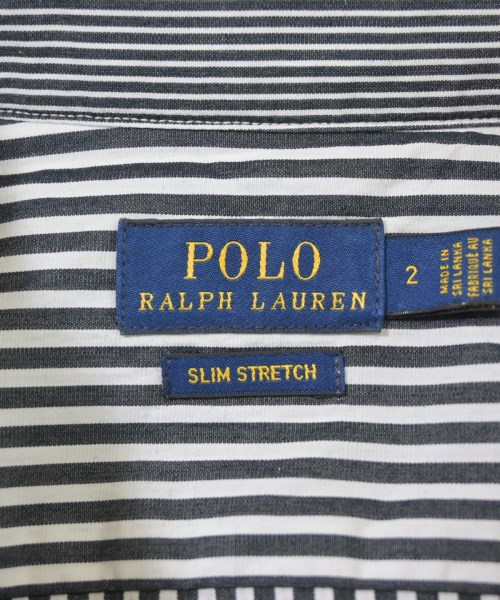 POLO
RALPH LAUREN
2
MADE IN
SRI LANKA
FABRIQUÉ AU
SRI LANKA
SLIM STRETCH